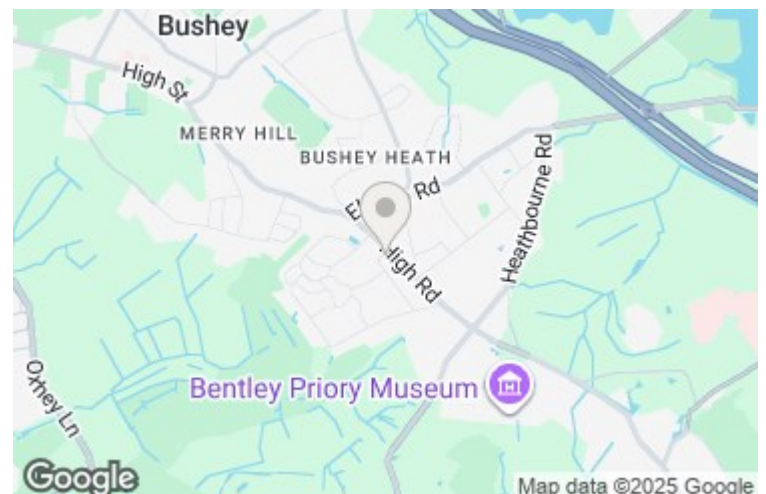 Bushey
High St
MERRY HILL
BUSHEY HEATH
Rd
Heathbourne Rd
High Rd
Bentley Priory Museum
Oxhey Ln
Google
Map data ©2025 Google